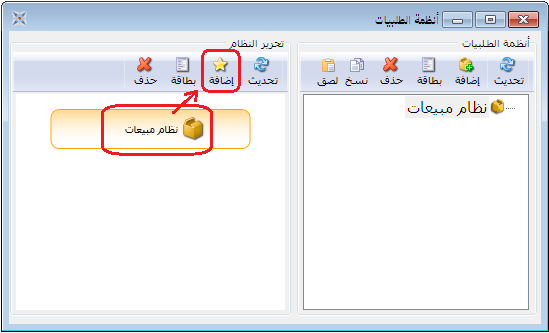 أنظمة الطلبيات
أنظمة الطلبيات
تحديث إضافة بطاقة حذف نسخ لصق
نظام مبيعات
تحرير النظام
تحديث إضافة بطاقة حذف
نظام مبيعات